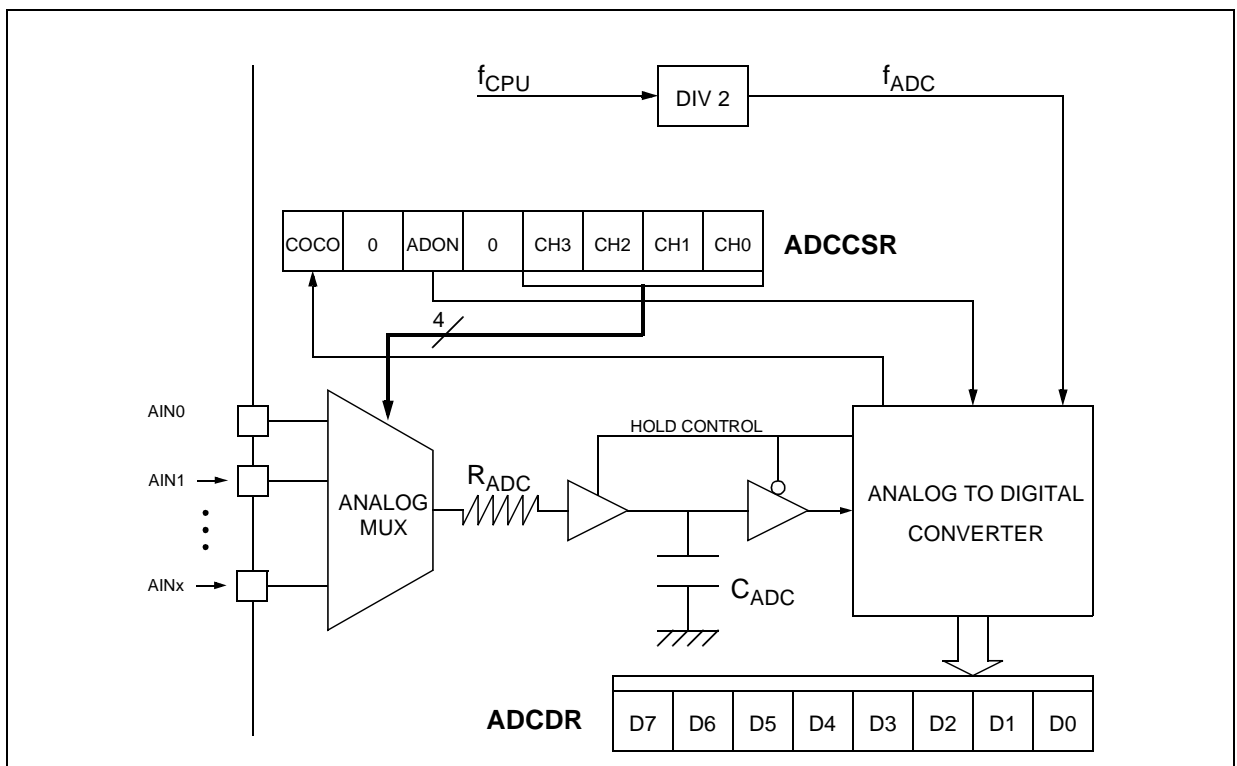 fCPU
DIV 2
fADC
COCO 0 ADON 0 CH3 CH2 CH1 CH0
ADCCSR
4
AIN0
HOLD CONTROL
AIN1
RADC
ANALOG
MUX
ANALOG TO DIGITAL
CONVERTER
AINx
CADC
ADCDR
D7 D6 D5 D4 D3 D2 D1 D0